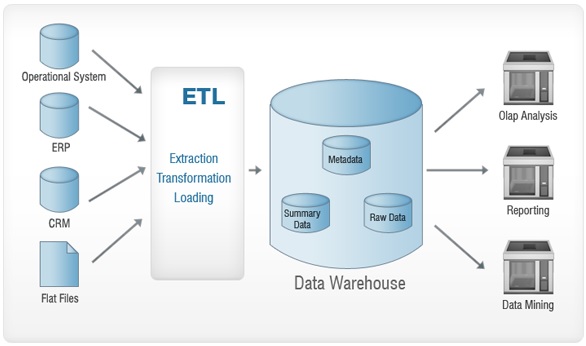 Operational System
ERP
CRM
Flat Files
ETL
Extraction
Transformation
Loading
Metadata
Summary
Data
Raw Data
Data Warehouse
Olap Analysis
Reporting
Data Mining